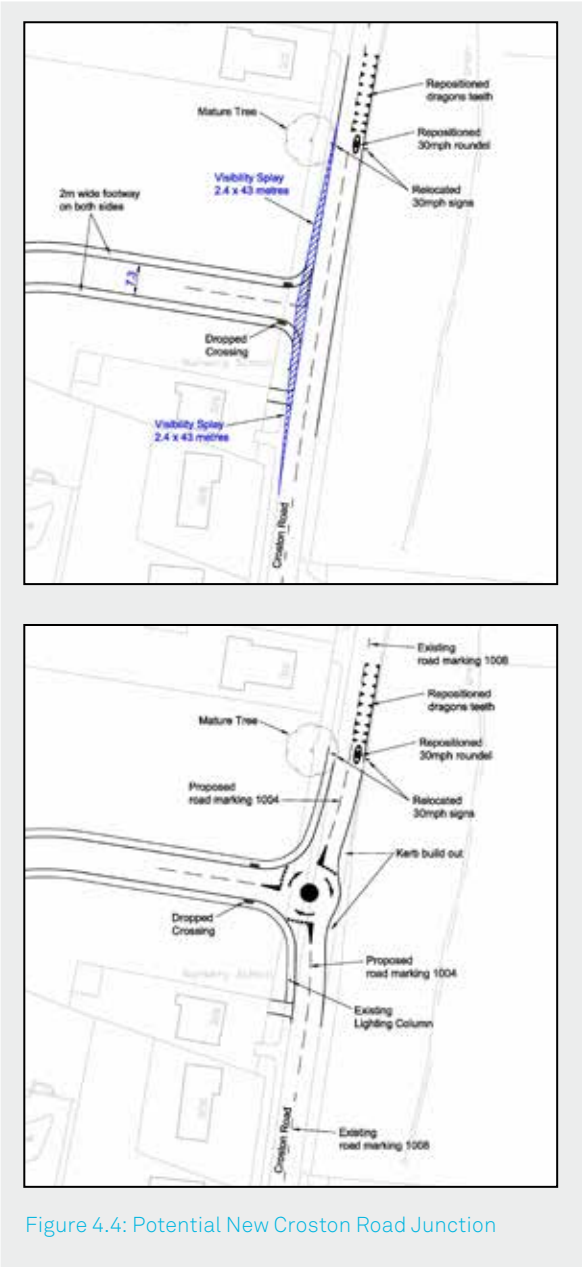 Repositioned
dragons teeth
Mature Tree
Repositioned
30mph roundel
Visibility Splay
2.4 x 43 metres
Relocated
30mph signs
2m wide footway
on both sides
7.3
Dropped
Crossing
Nursery School
Visibility Splay
2.4 x 43 metres
Croston Road
Existing
road marking 1008
Repositioned
dragons teeth
Mature Tree
Repositioned
30mph roundel
Proposed
road marking 1004
Relocated
30mph signs
Kerb build out
Dropped
Crossing
Proposed
road marking 1004
Nursery School
Existing
Lighting Column
Croston Road
Existing
road marking 1008
Figure 4.4: Potential New Croston Road Junction